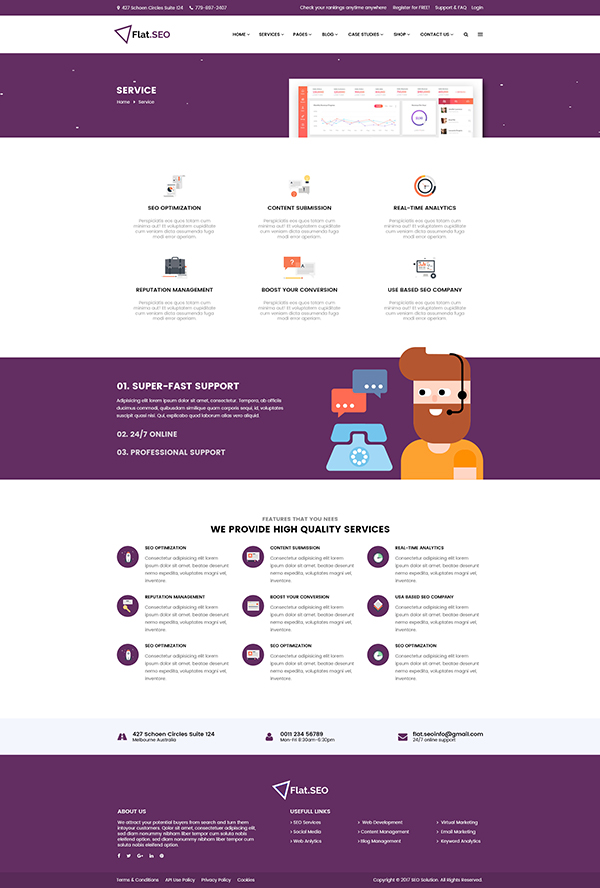 427 Schoen Circles Suite 124   779-897-2407   Check your rankings anytime anywhere   Register for FREE!   Support & FAQ   Login
Flat.SEO   HOME   SERVICES   PAGES   BLOG   CASE STUDIES   SHOP   CONTACT US
SERVICE
Home   Service
SEO OPTIMIZATION   CONTENT SUBMISSION   REAL-TIME ANALYTICS
Perspiciatis eos quos totam cum   Perspiciatis eos quos totam cum   Perspiciatis eos quos totam cum
minima aut! Et voluptatem cupiditate   minima aut! Et voluptatem cupiditate   minima aut! Et voluptatem cupiditate
cum veniam dicta assumenda fuga   cum veniam dicta assumenda fuga   cum veniam dicta assumenda fuga
modi error aperiam.   modi error aperiam.   modi error aperiam.
REPUTATION MANAGEMENT   BOOST YOUR CONVERSION   USE BASED SEO COMPANY
Perspiciatis eos quos totam cum   Perspiciatis eos quos totam cum   Perspiciatis eos quos totam cum
minima aut! Et voluptatem cupiditate   minima aut! Et voluptatem cupiditate   minima aut! Et voluptatem cupiditate
cum veniam dicta assumenda fuga   cum veniam dicta assumenda fuga   cum veniam dicta assumenda fuga
modi error aperiam.   modi error aperiam.   modi error aperiam.
01. SUPER-FAST SUPPORT
Adipisicing elit lorem ipsum dolor sit amet, consectetur. Tempora, ab officiis
ducimus commodi, quibusdam similique quam corporis sequi, id, voluptates
suscipit quasi nisi. Qui, explicabo quod laborum alias vero aliquid.
02. 24/7 ONLINE
03. PROFESSIONAL SUPPORT
FEATURES THAT YOU NEES
WE PROVIDE HIGH QUALITY SERVICES
SEO OPTIMIZATION   CONTENT SUBMISSION   REAL-TIME ANALYTICS
Consectetur adipisicing elit lorem   Consectetur adipisicing elit lorem   Consectetur adipisicing elit lorem
ipsum dolor sit amet, beatae deserunt   ipsum dolor sit amet, beatae deserunt   ipsum dolor sit amet, beatae deserunt
nemo expedita, voluptates magni vel,   nemo expedita, voluptates magni vel,   nemo expedita, voluptates magni vel,
inventore.   inventore.   inventore.
REPUTATION MANAGEMENT   BOOST YOUR CONVERSION   USA BASED SEO COMPANY
Consectetur adipisicing elit lorem   Consectetur adipisicing elit lorem   Consectetur adipisicing elit lorem
ipsum dolor sit amet, beatae deserunt   ipsum dolor sit amet, beatae deserunt   ipsum dolor sit amet, beatae deserunt
nemo expedita, voluptates magni vel,   nemo expedita, voluptates magni vel,   nemo expedita, voluptates magni vel,
inventore.   inventore.   inventore.
SEO OPTIMIZATION   SEO OPTIMIZATION   SEO OPTIMIZATION
Consectetur adipisicing elit lorem   Consectetur adipisicing elit lorem   Consectetur adipisicing elit lorem
ipsum dolor sit amet, beatae deserunt   ipsum dolor sit amet, beatae deserunt   ipsum dolor sit amet, beatae deserunt
nemo expedita, voluptates magni vel,   nemo expedita, voluptates magni vel,   nemo expedita, voluptates magni vel,
inventore.   inventore.   inventore.
427 Schoen Circles Suite 124   0011 234 56789   flat.seoinfo@gmail.com
Melbourne Australia   Mon-Fri 8:30am-6:30pm   24/7 online support
Flat.SEO
ABOUT US   USEFULL LINKS
We attract your potential buyers from search and turn them
intoyour customers. Qolor sit amet, consectetuer adipiscing elit,
sed diam nonummy nibham liber tempor cum soluta nobis
eleifend option. sed diam nonummy nibham liber tempor cum
soluta nobis eleifend option.
SEO Services   Web Development   Virtual Marketing
Social Media   Content Management   Email Marketing
Web Anlytics   Blog Management   Keyword Analytics
Terms & Conditions   API Use Policy   Privacy Policy   Cookies   Copyright © 2017 SEO Solution. All Rights Reserved.